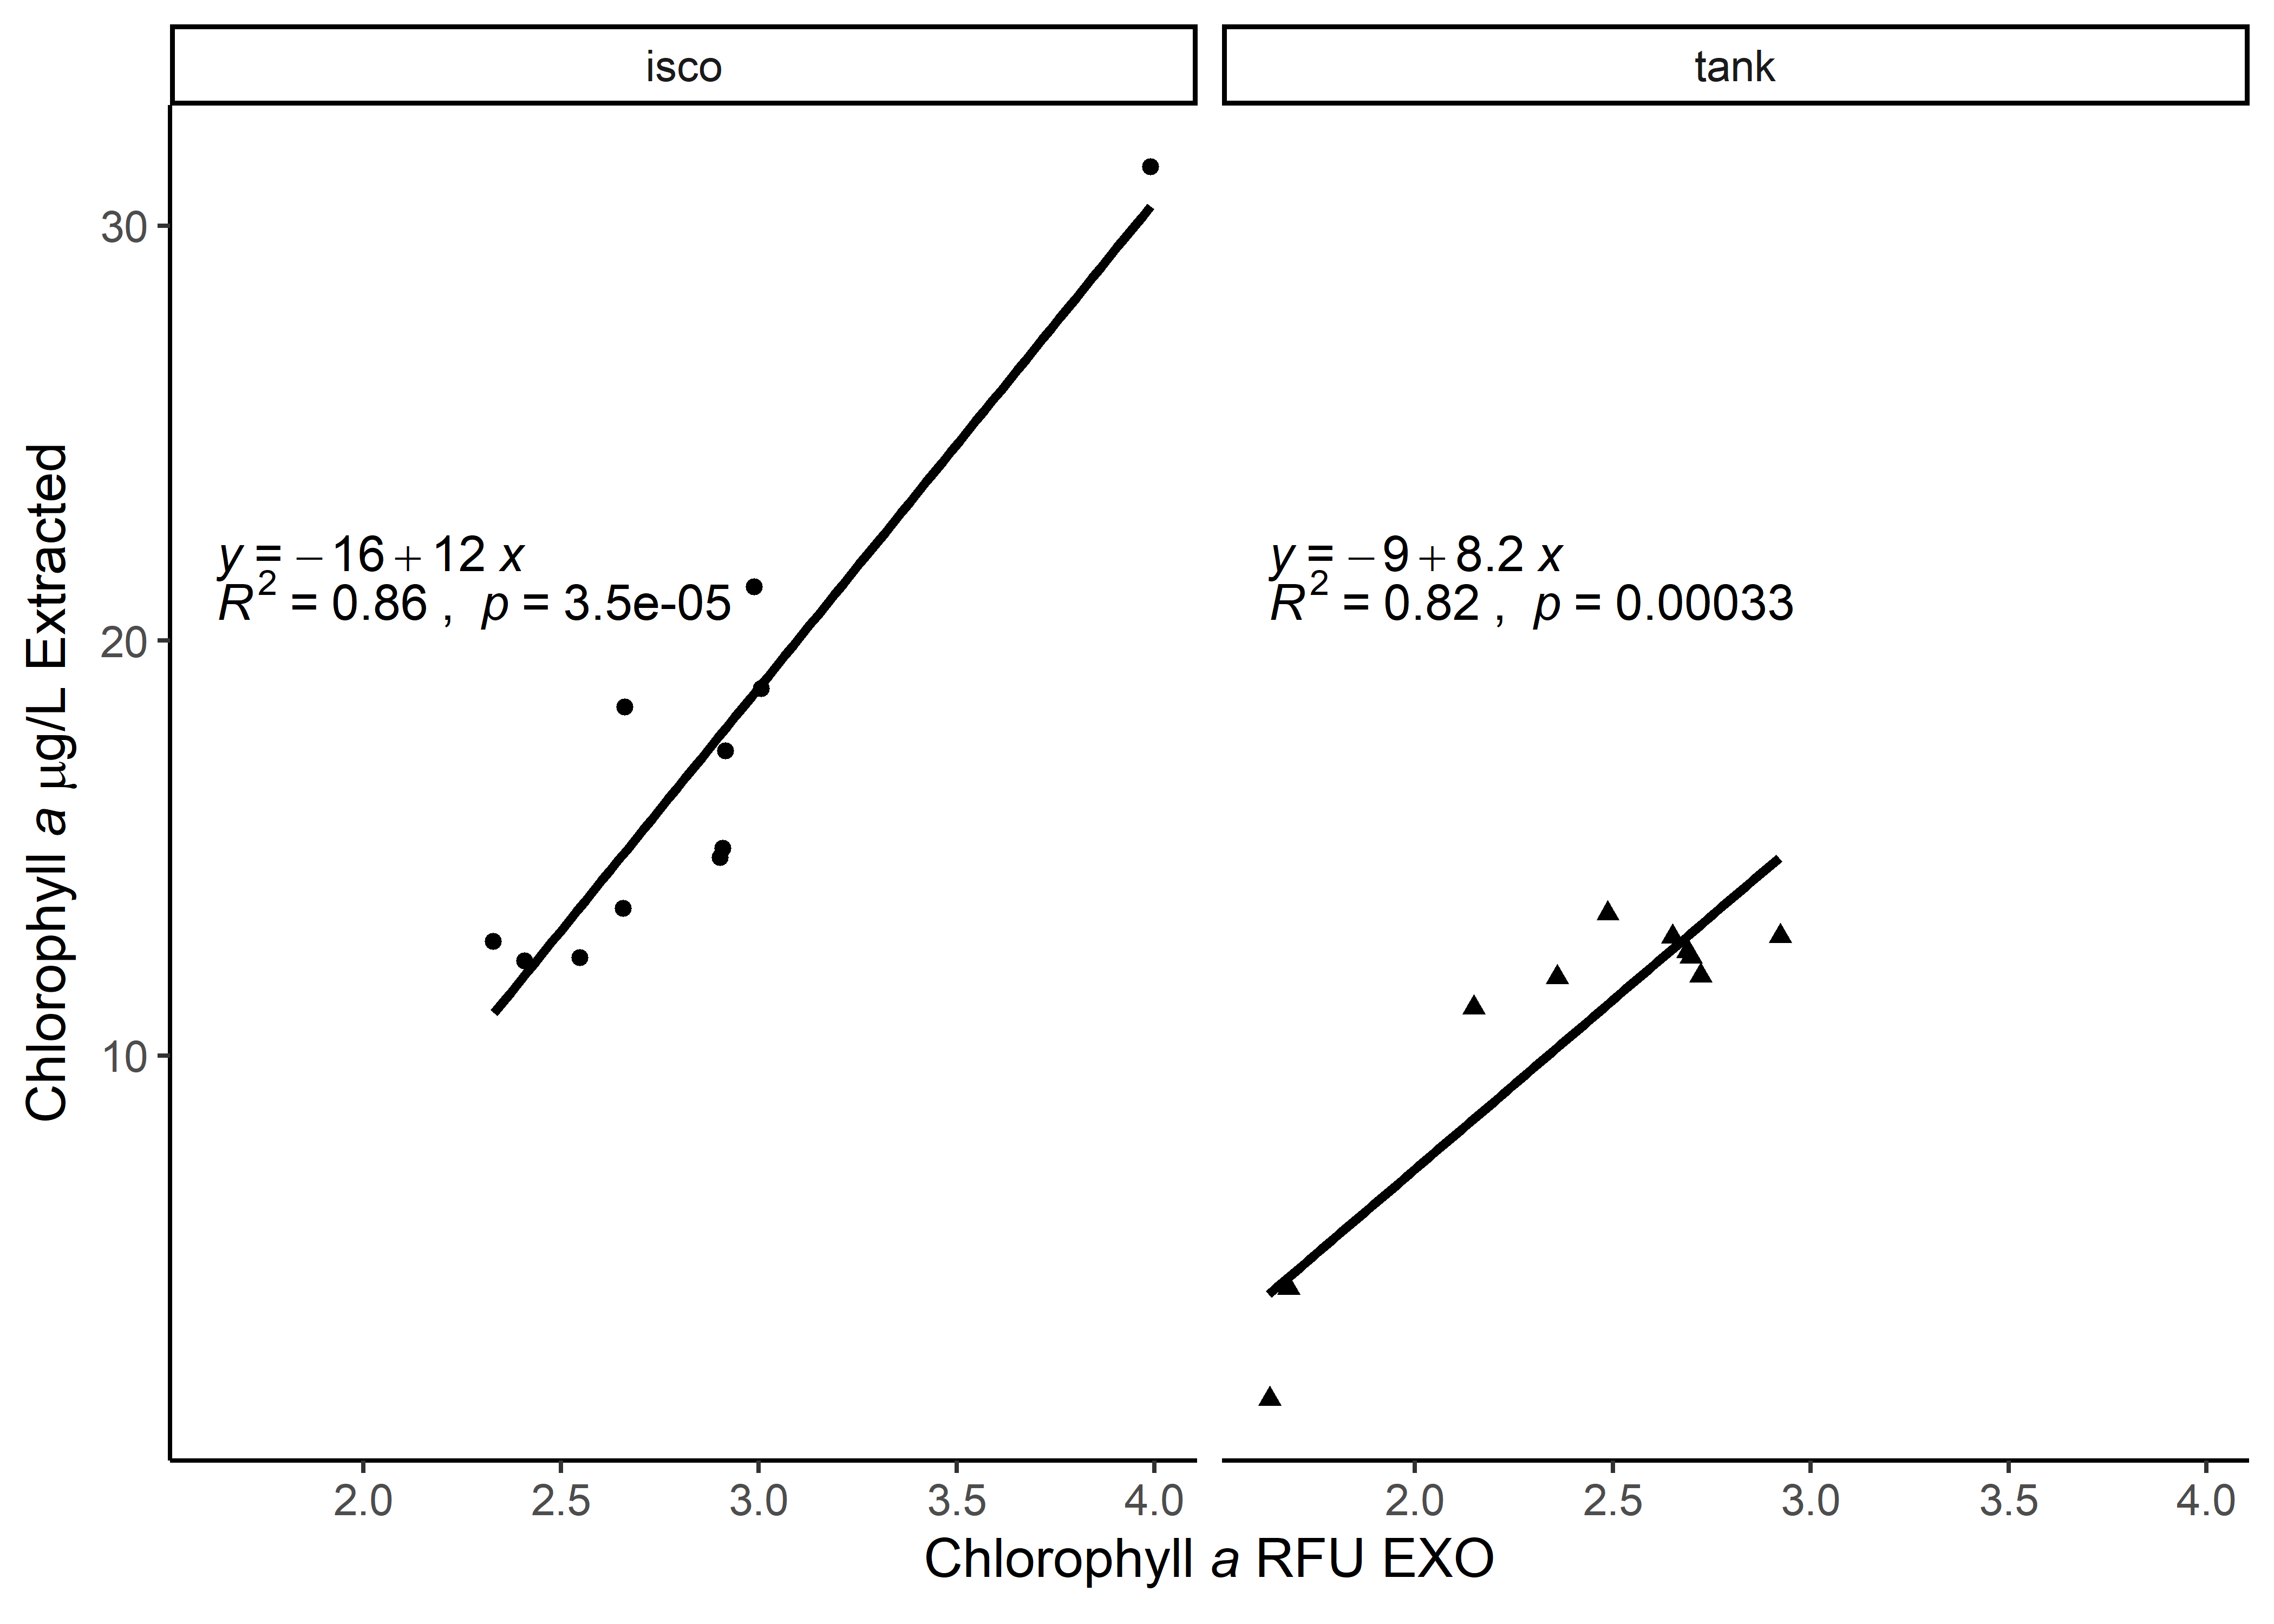 isco
tank
Chlorophyll a μg/L Extracted
30
20
10
y = −16 + 12 x
R² = 0.86 , p = 3.5e-05
y = −9 + 8.2 x
R² = 0.82 , p = 0.00033
2.0 2.5 3.0 3.5 4.0
2.0 2.5 3.0 3.5 4.0
Chlorophyll a RFU EXO